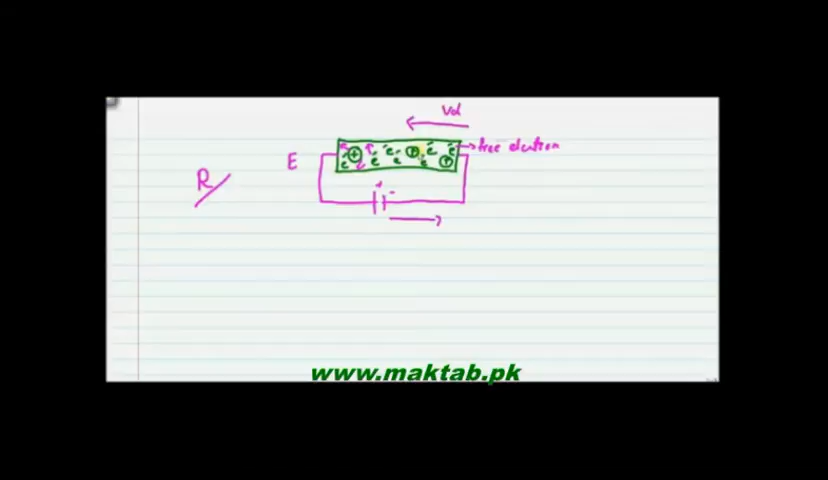 Vd
e e e e → free electron
E + e e e e +
R
+ -
www.maktab.pk